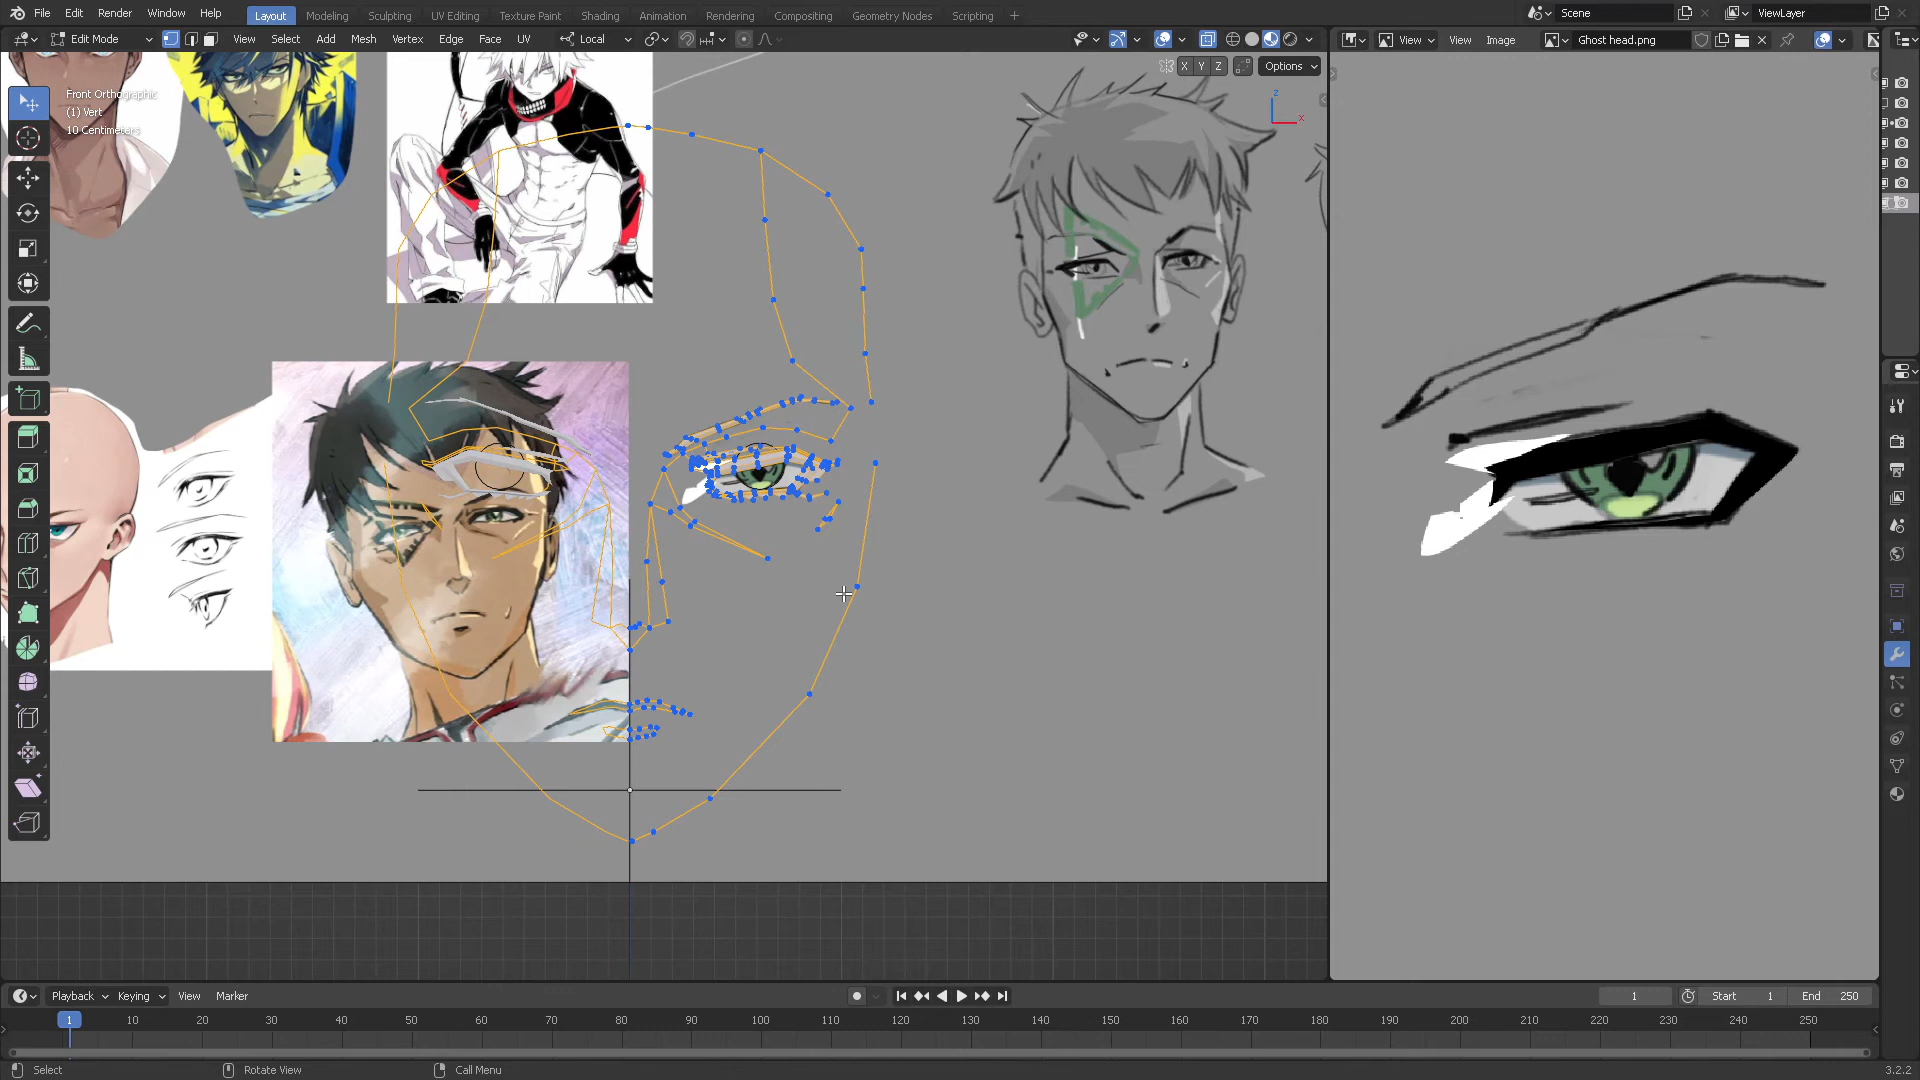 File Edit Render Window Help Layout Modeling Sculpting UV Editing Texture Paint Shading Animation Rendering Compositing Geometry Nodes Scripting Scene ViewLayer
Edit Mode View Select Add Mesh Vertex Edge Face UV Local View View Image Ghost head.png
X Y Z Options
Front Orthographic
(1) Vert
10 Centimeters
z
x
Playback Keying View Marker 1 Start 1 End 250
1 10 20 30 40 50 60 70 80 90 100 110 120 130 140 150 160 170 180 190 200 210 220 230 240 250
Select Rotate View Call Menu 3.2.2